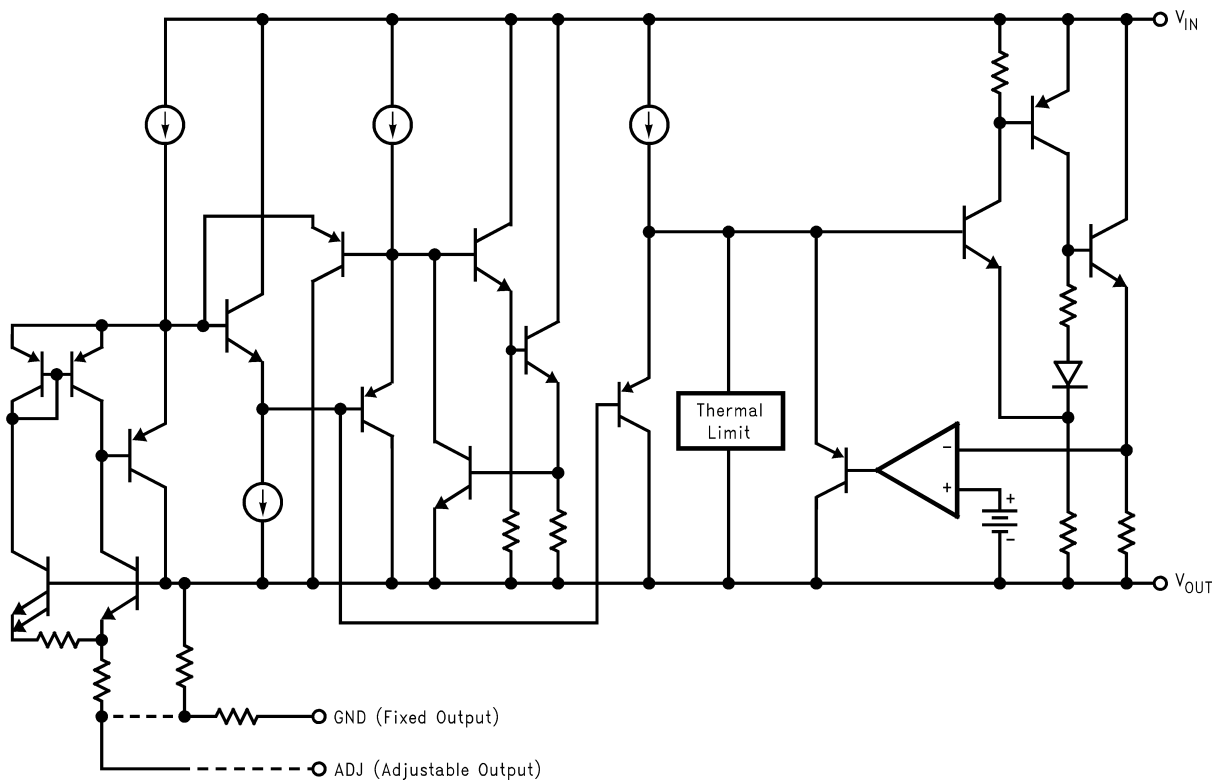 VIN
Thermal
Limit
-
+
+
-
VOUT
GND (Fixed Output)
ADJ (Adjustable Output)